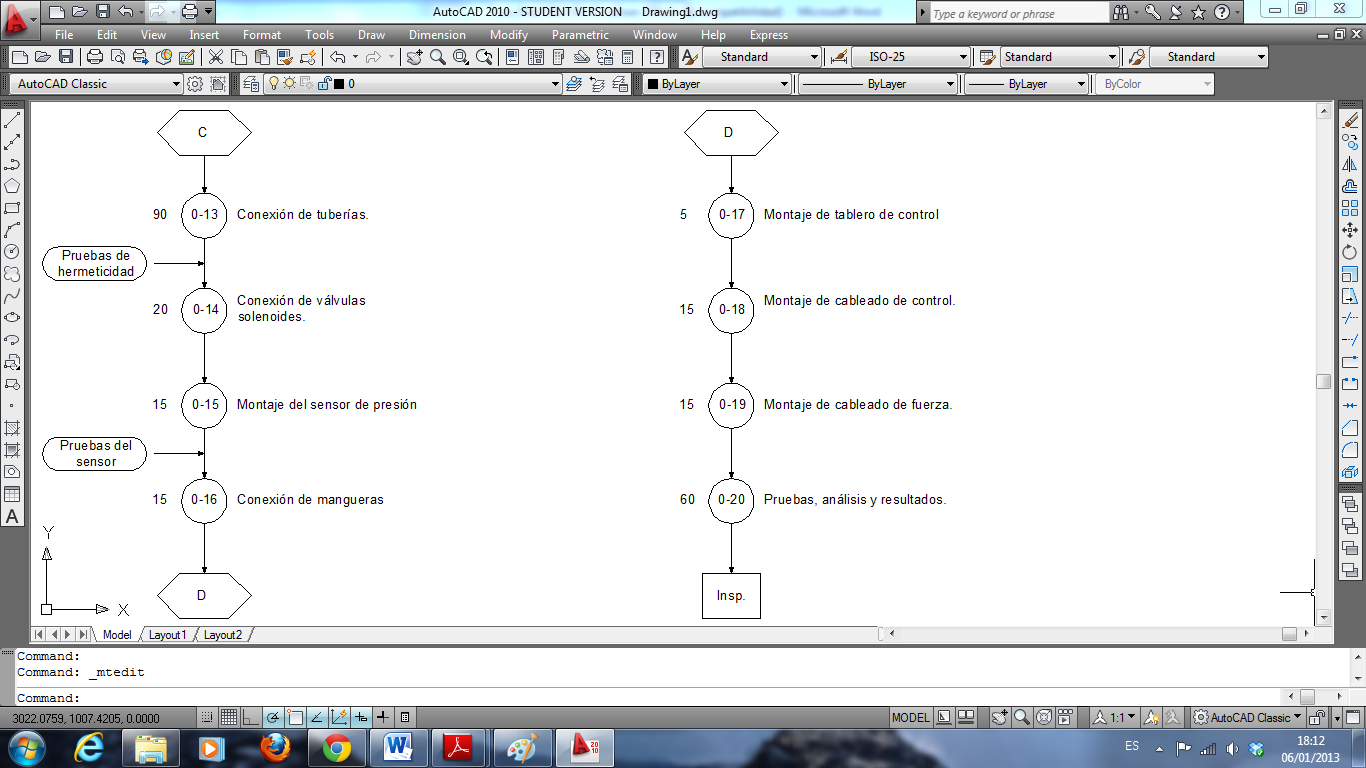 AutoCAD 2010 - STUDENT VERSION Drawing1.dwg
Type a keyword or phrase
File Edit View Insert Format Tools Draw Dimension Modify Parametric Window Help Express
Standard ISO-25 Standard Standard
AutoCAD Classic 0 ByLayer ByLayer ByLayer ByColor
C
90 0-13 Conexión de tuberías.
Pruebas de
hermeticidad
20 0-14 Conexión de válvulas
solenoides.
15 0-15 Montaje del sensor de presión
Pruebas del
sensor
15 0-16 Conexión de mangueras
D
D
5 0-17 Montaje de tablero de control
15 0-18 Montaje de cableado de control.
15 0-19 Montaje de cableado de fuerza.
60 0-20 Pruebas, análisis y resultados.
Insp.
A
Y
X
Model Layout1 Layout2
Command:
Command: _mtedit
Command:
3022.0759, 1007.4205, 0.0000 MODEL 1:1 AutoCAD Classic
ES 18:12
06/01/2013